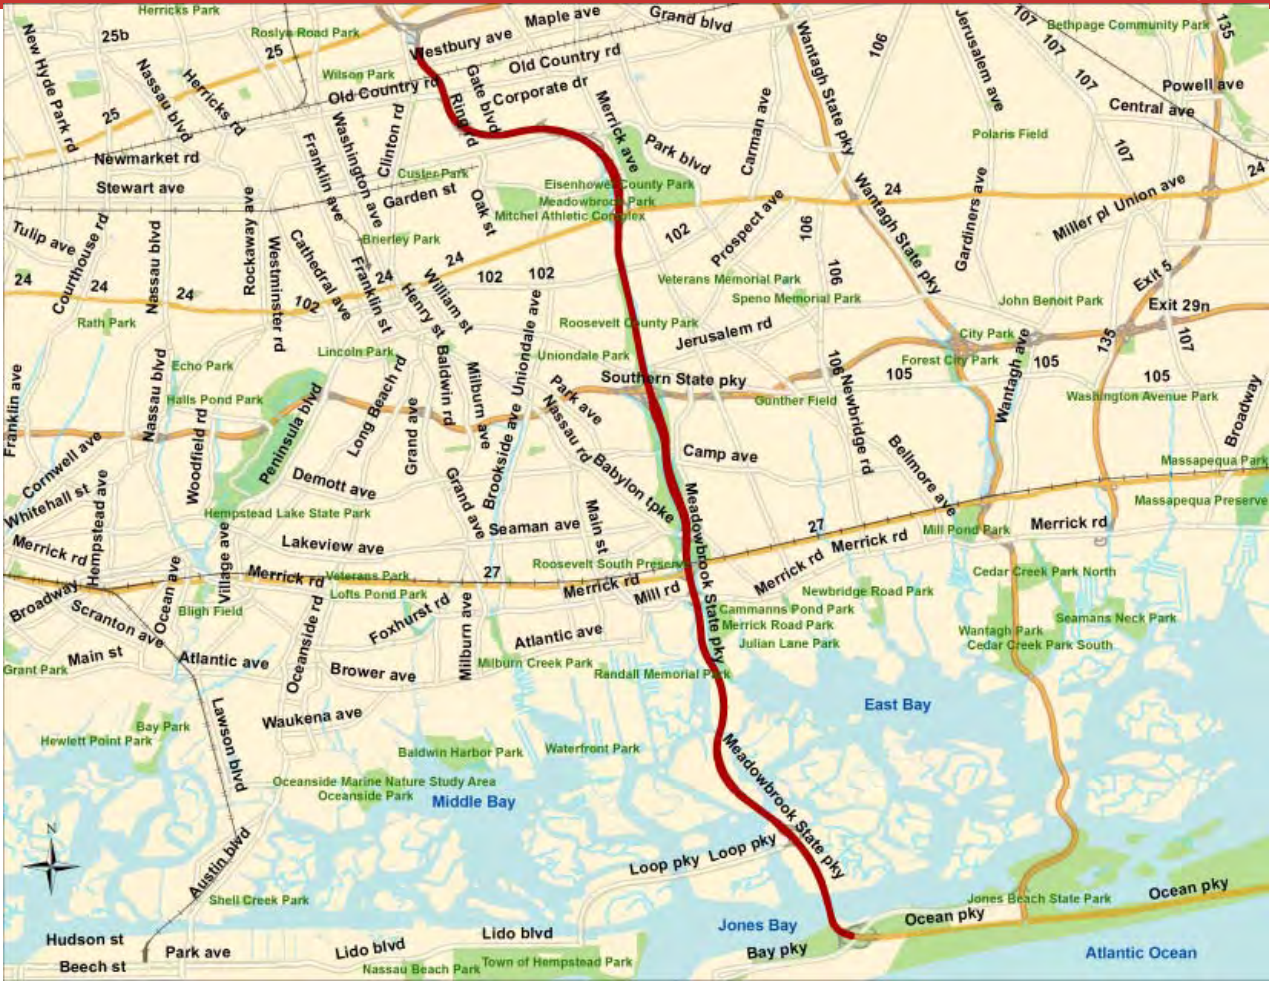 Herricks Park
Maple ave
Grand blvd
Jerusalem ave
107
Bethpage Community Park
135
New Hyde Park rd
25b
Roslyn Road Park
25
Westbury ave
Old Country rd
Wantagh State pky
106
107
107
Nassau blvd
Herricks rd
Wilson Park
Old Country rd
Gate blvd
Corporate dr
Powell ave
Central ave
25
Ring rd
Merrick ave
Carman ave
Polaris Field
Newmarket rd
Franklin ave
Washington ave
Clinton rd
Park blvd
107
Stewart ave
Custer Park
Garden st
Eisenhower County Park
24
24
Meadowbrook Park
Mitchel Athletic Complex
Oak st
Wantagh State pky
Gardiners ave
Miller pl
Union ave
Tulip ave
Courthouse rd
Nassau blvd
Rockaway ave
Westminster rd
Cathedral ave
Brierley Park
102
Prospect ave
106
24
24
24
102
Franklin st
24
Henry st
William st
24
102
102
Veterans Memorial Park
106
Speno Memorial Park
John Benoit Park
Exit 5
Exit 29n
Rath Park
Roosevelt County Park
Jerusalem rd
City Park
Lincoln Park
Uniondale Park
Uniondale ave
Forest City Park
135
107
Franklin ave
Nassau blvd
Echo Park
Long Beach rd
Baldwin rd
Milburn ave
Southern State pky
106
105
Wantagh ave
105
105
Halls Pond Park
Peninsula blvd
Park ave
Gunther Field
Newbridge rd
Washington Avenue Park
Broadway
Cornwell ave
Woodfield rd
Grand ave
Brookside ave
Nassau rd
Camp ave
Bellmore ave
Massapequa Park
Whitehall st
Demott ave
Grand ave
Babylon tpke
Meadowbrook State pky
Massapequa Preserve
Hempstead ave
Hempstead Lake State Park
Seaman ave
Main st
27
Mill Pond Park
Merrick rd
Merrick rd
Village ave
Lakeview ave
Merrick rd
Roosevelt South Preserve
Merrick rd
27
Veterans Park
Merrick rd
Merrick rd
Cedar Creek Park North
Broadway
Ocean ave
Lofts Pond Park
Mill rd
Newbridge Road Park
Scranton ave
Bligh Field
Oceanside rd
Foxhurst rd
Milburn ave
Cammanns Pond Park
Merrick Road Park
Seamans Neck Park
Atlantic ave
Julian Lane Park
Wantagh Park
Cedar Creek Park South
Grant Park
Main st
Atlantic ave
Brower ave
Milburn Creek Park
Randall Memorial Park
East Bay
Lawson blvd
Waukena ave
Bay Park
Hewlett Point Park
Baldwin Harbor Park
Waterfront Park
Meadowbrook State pky
Oceanside Marine Nature Study Area
Oceanside Park
Middle Bay
N
Austin blvd
Loop pky
Loop pky
Shell Creek Park
Jones Beach State Park
Ocean pky
Ocean pky
Jones Bay
Hudson st
Park ave
Lido blvd
Lido blvd
Bay pky
Atlantic Ocean
Beech st
Nassau Beach Park
Town of Hempstead Park